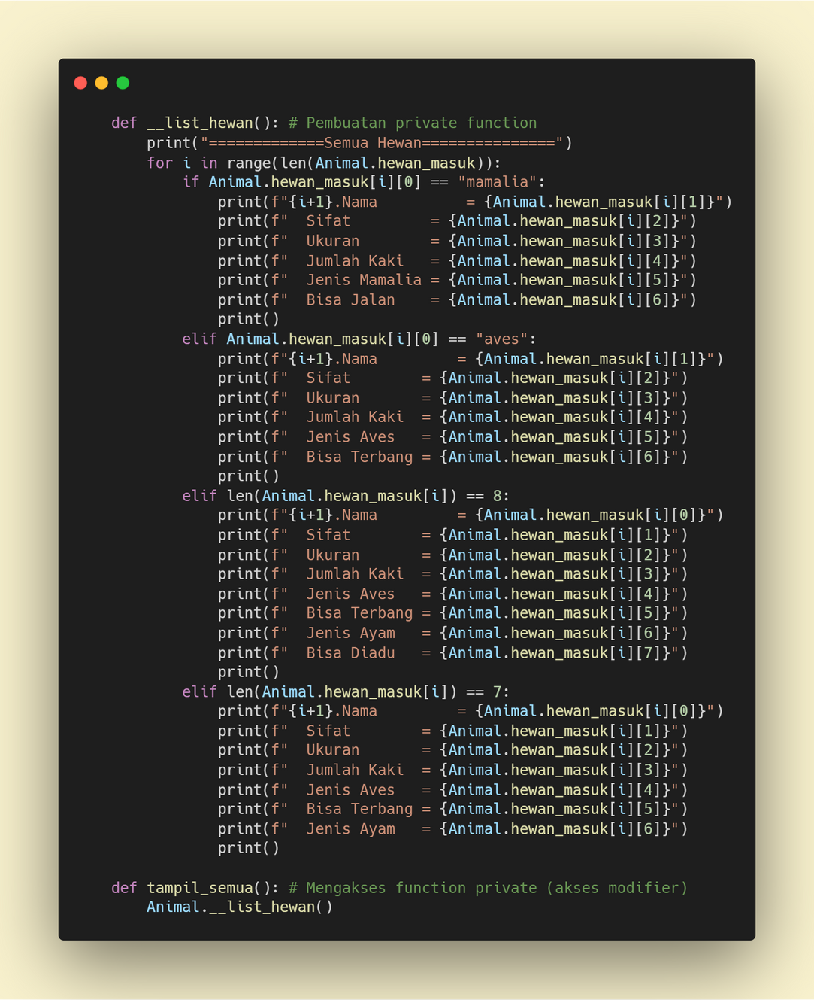 def __list_hewan(): # Pembuatan private function
    print("=============Semua Hewan===============")
    for i in range(len(Animal.hewan_masuk)):
        if Animal.hewan_masuk[i][0] == "mamalia":
            print(f"{i+1}.Nama          = {Animal.hewan_masuk[i][1]}")
            print(f"  Sifat         = {Animal.hewan_masuk[i][2]}")
            print(f"  Ukuran        = {Animal.hewan_masuk[i][3]}")
            print(f"  Jumlah Kaki   = {Animal.hewan_masuk[i][4]}")
            print(f"  Jenis Mamalia = {Animal.hewan_masuk[i][5]}")
            print(f"  Bisa Jalan    = {Animal.hewan_masuk[i][6]}")
            print()
        elif Animal.hewan_masuk[i][0] == "aves":
            print(f"{i+1}.Nama         = {Animal.hewan_masuk[i][1]}")
            print(f"  Sifat        = {Animal.hewan_masuk[i][2]}")
            print(f"  Ukuran       = {Animal.hewan_masuk[i][3]}")
            print(f"  Jumlah Kaki  = {Animal.hewan_masuk[i][4]}")
            print(f"  Jenis Aves   = {Animal.hewan_masuk[i][5]}")
            print(f"  Bisa Terbang = {Animal.hewan_masuk[i][6]}")
            print()
        elif len(Animal.hewan_masuk[i]) == 8:
            print(f"{i+1}.Nama         = {Animal.hewan_masuk[i][0]}")
            print(f"  Sifat        = {Animal.hewan_masuk[i][1]}")
            print(f"  Ukuran       = {Animal.hewan_masuk[i][2]}")
            print(f"  Jumlah Kaki  = {Animal.hewan_masuk[i][3]}")
            print(f"  Jenis Aves   = {Animal.hewan_masuk[i][4]}")
            print(f"  Bisa Terbang = {Animal.hewan_masuk[i][5]}")
            print(f"  Jenis Ayam   = {Animal.hewan_masuk[i][6]}")
            print(f"  Bisa Diadu   = {Animal.hewan_masuk[i][7]}")
            print()
        elif len(Animal.hewan_masuk[i]) == 7:
            print(f"{i+1}.Nama         = {Animal.hewan_masuk[i][0]}")
            print(f"  Sifat        = {Animal.hewan_masuk[i][1]}")
            print(f"  Ukuran       = {Animal.hewan_masuk[i][2]}")
            print(f"  Jumlah Kaki  = {Animal.hewan_masuk[i][3]}")
            print(f"  Jenis Aves   = {Animal.hewan_masuk[i][4]}")
            print(f"  Bisa Terbang = {Animal.hewan_masuk[i][5]}")
            print(f"  Jenis Ayam   = {Animal.hewan_masuk[i][6]}")
            print()

def tampil_semua(): # Mengakses function private (akses modifier)
    Animal.__list_hewan()